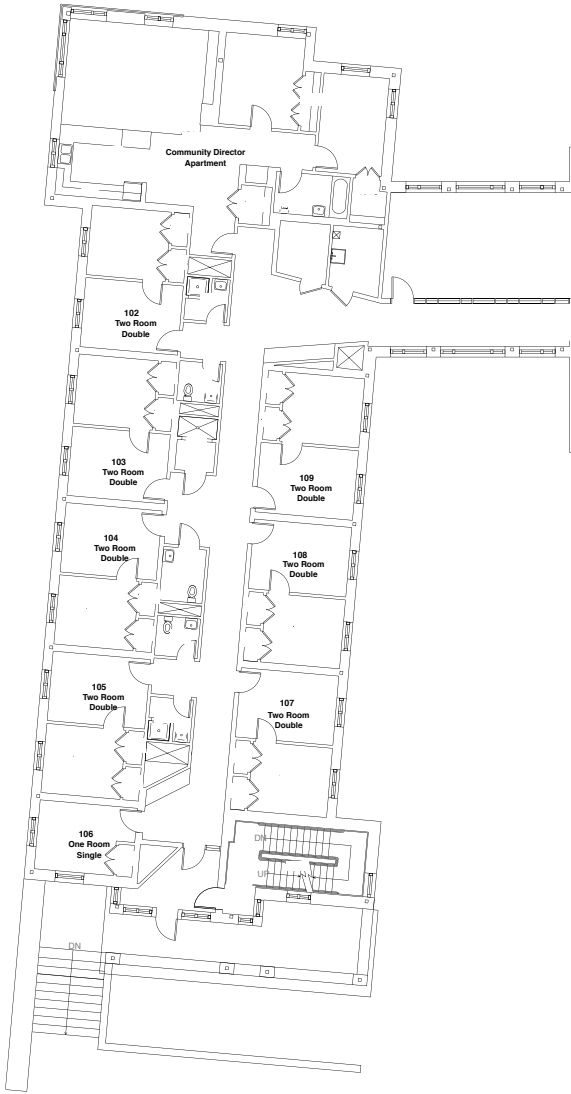 Community Director
Apartment
102
Two Room
Double
103
Two Room
Double
109
Two Room
Double
104
Two Room
Double
108
Two Room
Double
105
Two Room
Double
107
Two Room
Double
106
One Room
Single
DN
UP
DN